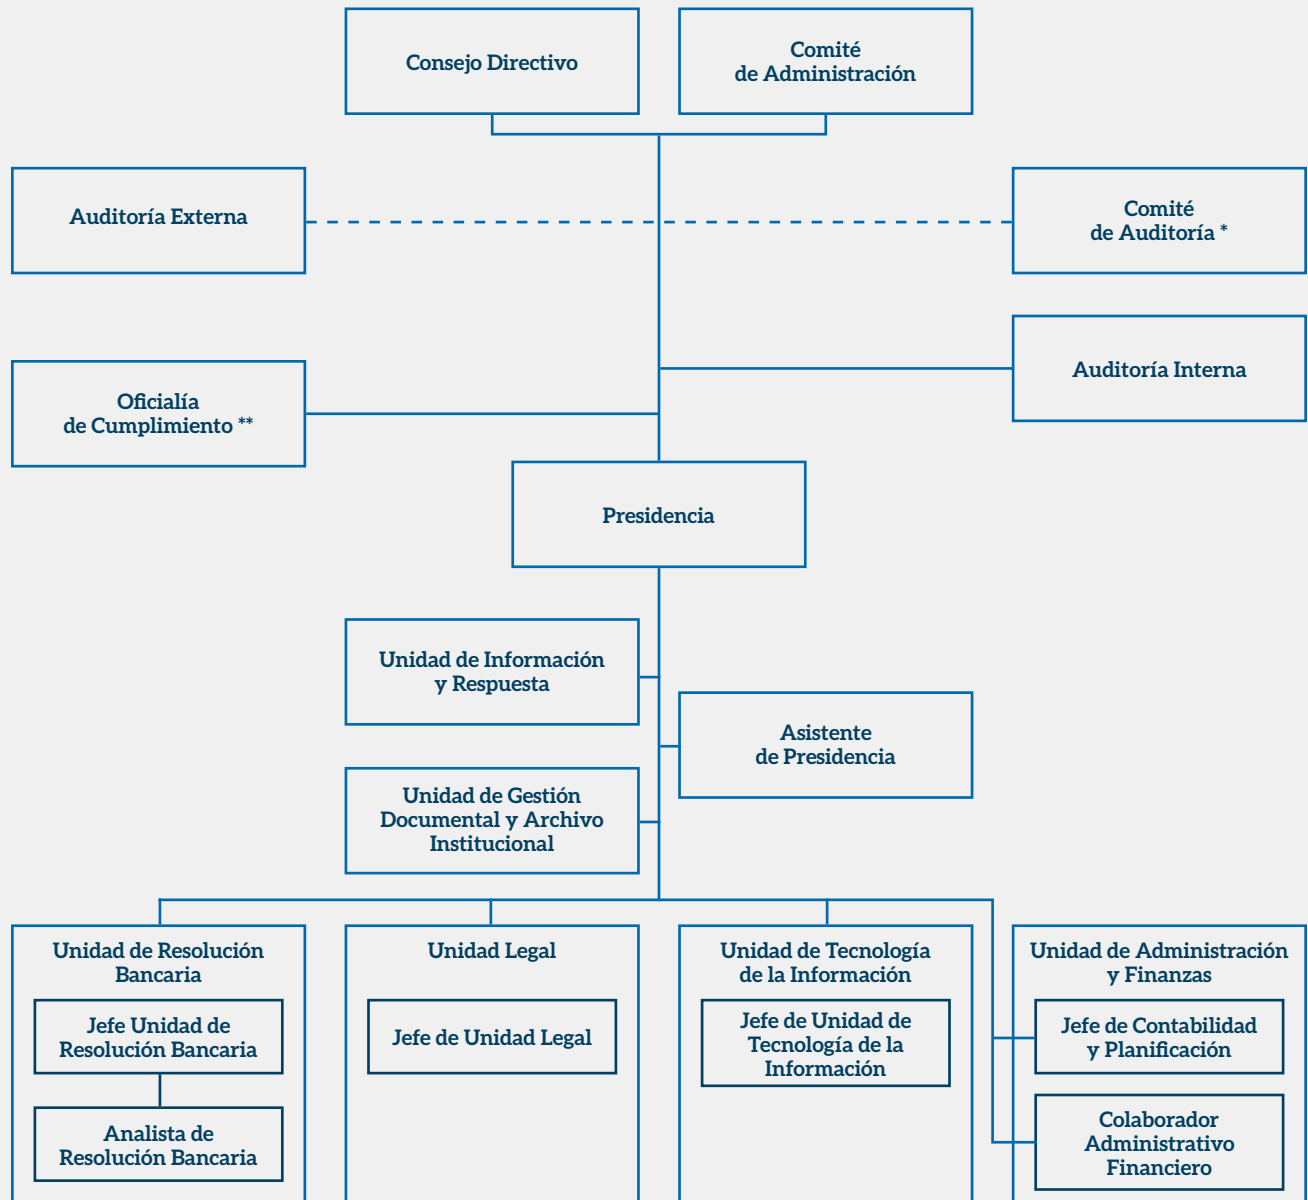 Consejo Directivo
Comité
de Administración
Auditoría Externa
Comité
de Auditoría *
Auditoría Interna
Oficialía
de Cumplimiento **
Presidencia
Unidad de Información
y Respuesta
Asistente
de Presidencia
Unidad de Gestión
Documental y Archivo
Institucional
Unidad de Resolución
Bancaria
Jefe Unidad de
Resolución Bancaria
Analista de
Resolución Bancaria
Unidad Legal
Jefe de Unidad Legal
Unidad de Tecnología
de la Información
Jefe de Unidad de
Tecnología de la
Información
Unidad de Administración
y Finanzas
Jefe de Contabilidad
y Planificación
Colaborador
Administrativo
Financiero